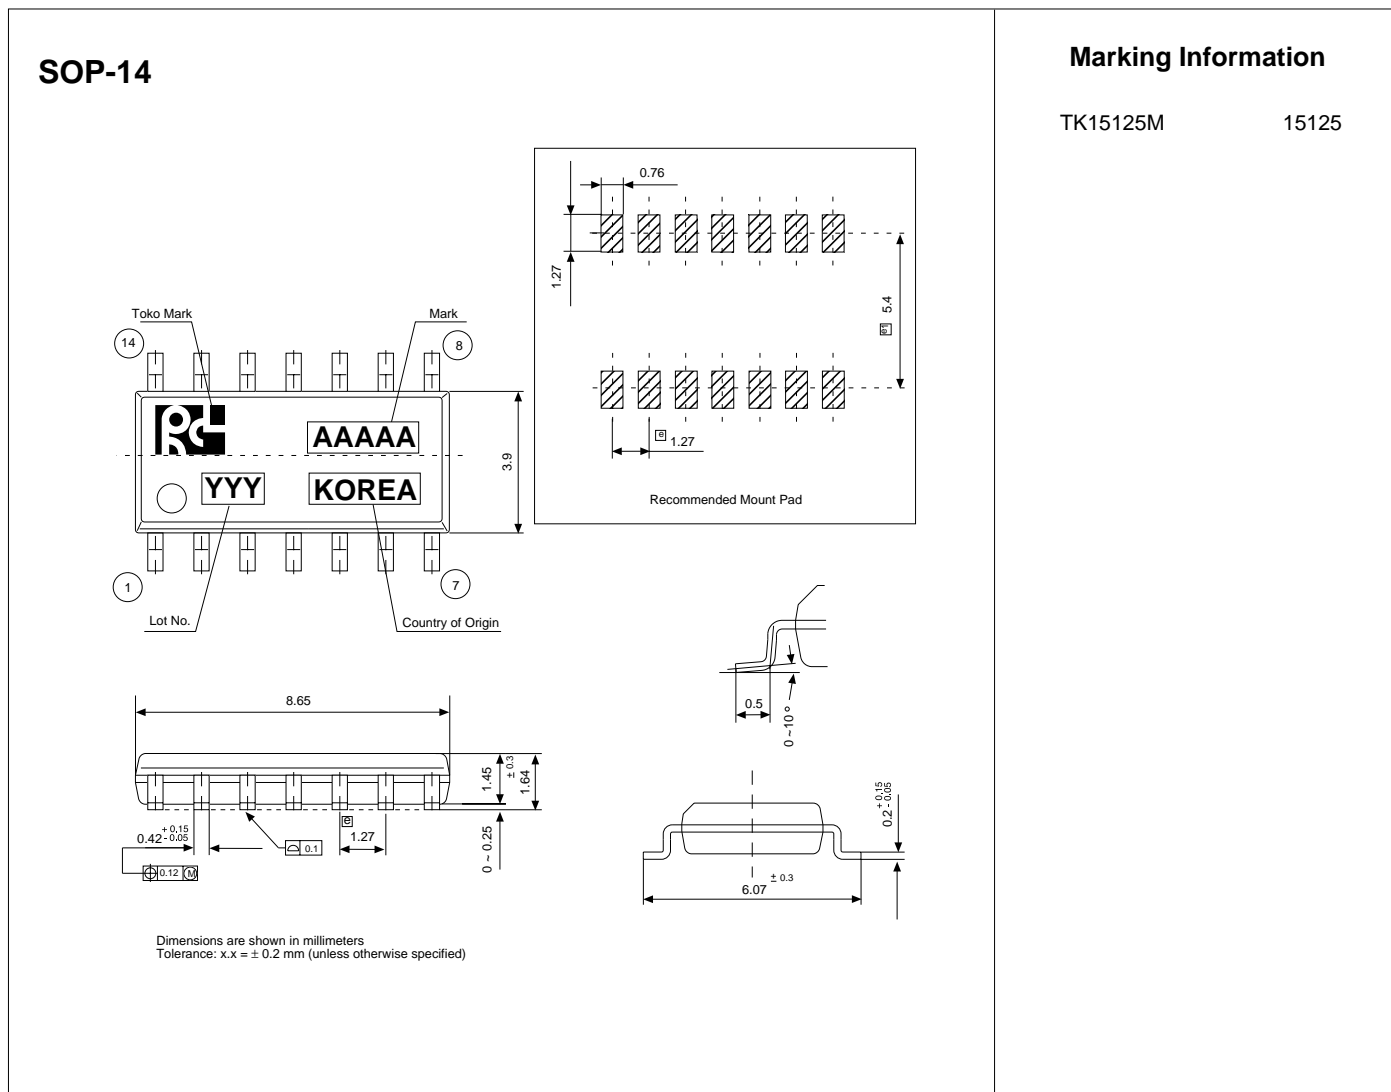 SOP-14
Marking Information
TK15125M 15125
0.76
1.27
e1 5.4
e 1.27
Recommended Mount Pad
Toko Mark
Mark
14
8
AAAAA
YYY
KOREA
3.9
1
7
Lot No.
Country of Origin
0.5
0 ~10 °
8.65
1.45
± 0.3
1.64
0 ~ 0.25
e
1.27
0.42 + 0.15 - 0.05
0.1
0.12 M
0.2 + 0.15 - 0.05
6.07 ± 0.3
Dimensions are shown in millimeters
Tolerance: x.x = ± 0.2 mm (unless otherwise specified)